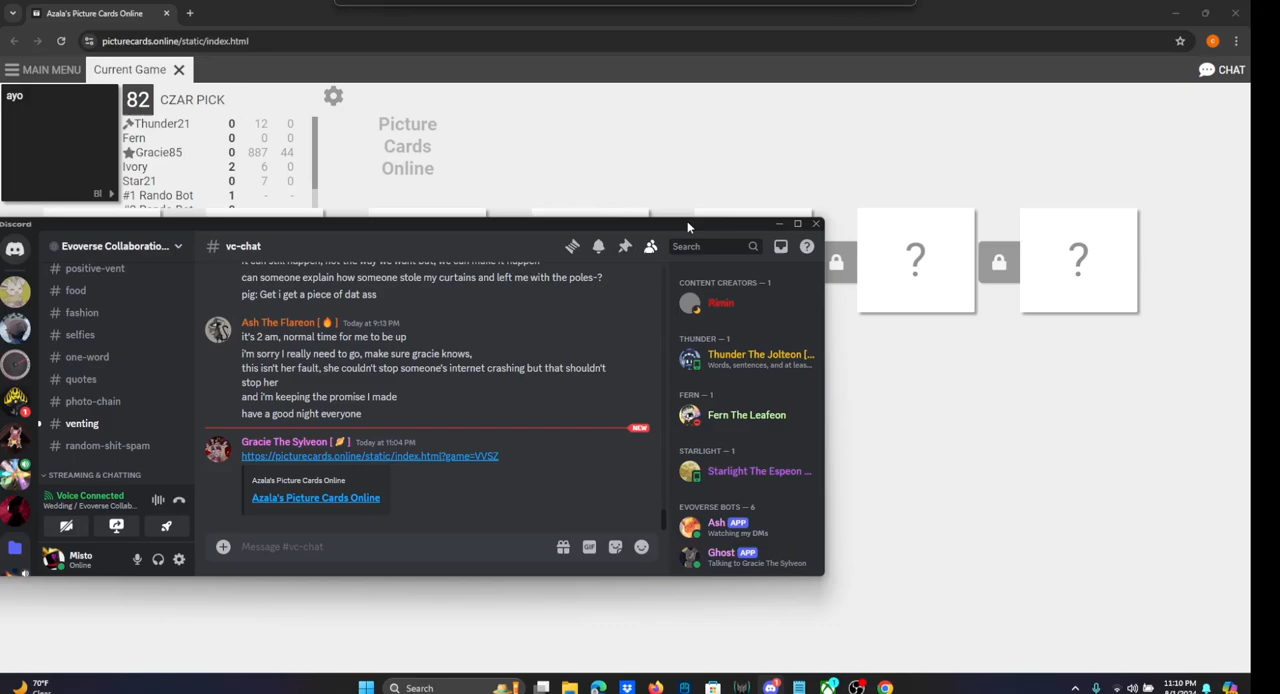 Azala's Picture Cards Online
picturecards.online/static/index.html
MAIN MENU
Current Game
CHAT
ayo
82 CZAR PICK
Thunder21 0 12 0
Fern 0 0 0
Gracie85 0 887 44
Ivory 2 6 0
Star21 0 7 0
#1 Rando Bot 1 - -
Picture
Cards
Online
?
?
Discord
Evoverse Collaboratio...
# vc-chat
Search
# positive-vent
# food
# fashion
# selfies
# one-word
# quotes
# photo-chain
# venting
# random-shit-spam
STREAMING & CHATTING
Voice Connected
Wedding / Evoverse Collab...
Misto
Online
can someone explain how someone stole my curtains and left me with the poles-?
pig: Get i get a piece of dat ass
Ash The Flareon [ 🔥 ] Today at 9:13 PM
it's 2 am, normal time for me to be up
i'm sorry I really need to go, make sure gracie knows,
this isn't her fault, she couldn't stop someone's internet crashing but that shouldn't
stop her
and i'm keeping the promise I made
have a good night everyone
NEW
Gracie The Sylveon [ 🪐 ] Today at 11:04 PM
https://picturecards.online/static/index.html?game=VVSZ
Azala's Picture Cards Online
Azala's Picture Cards Online
Message #vc-chat
GIF
CONTENT CREATORS — 1
Rimin
THUNDER — 1
Thunder The Jolteon [...
Words, sentences, and at leas...
FERN — 1
Fern The Leafeon
STARLIGHT — 1
Starlight The Espeon ...
EVOVERSE BOTS — 6
Ash APP
Watching my DMs
Ghost APP
Talking to Gracie The Sylveon
70°F
Clear
Search
11:10 PM
8/1/2024